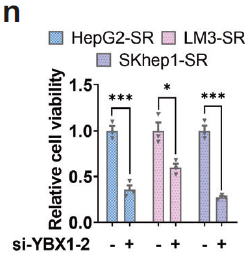 n
HepG2-SR LM3-SR
SKhep1-SR
Relative cell viability
1.5
1.0
0.5
0.0
*** * ***
si-YBX1-2 - + - + - +